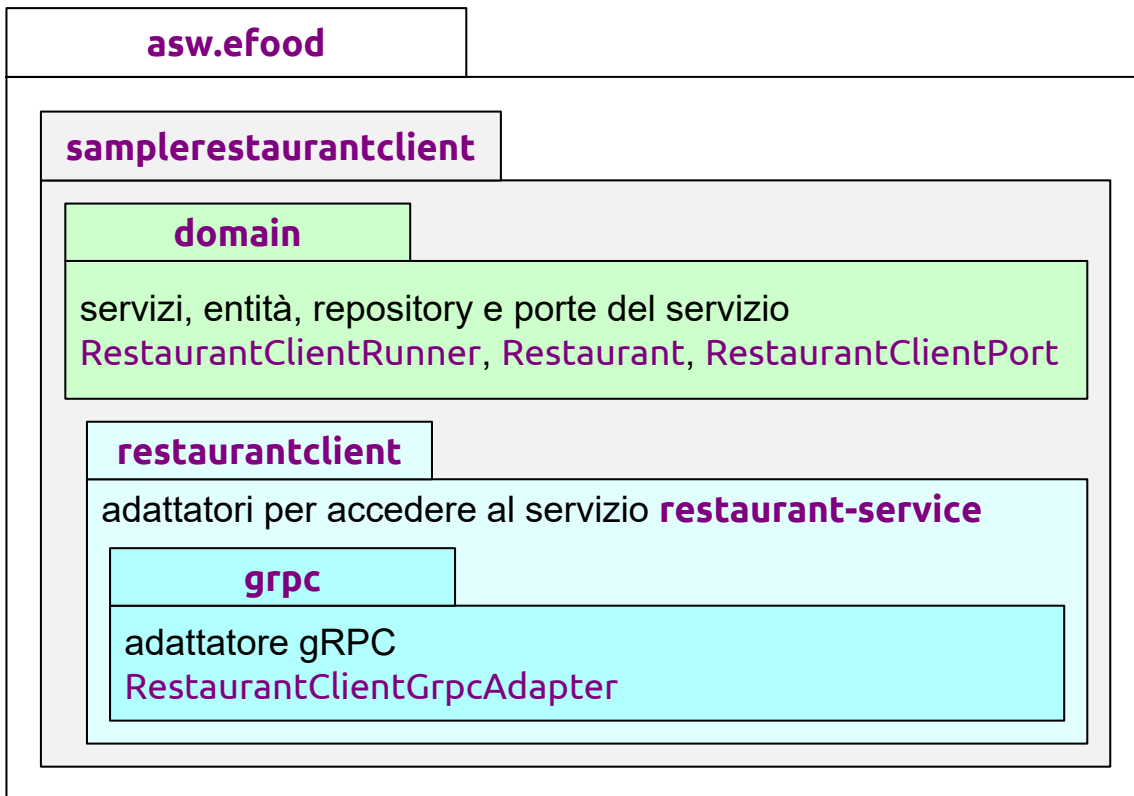 asw.efood
samplerestaurantclient
domain
servizi, entità, repository e porte del servizio
RestaurantClientRunner, Restaurant, RestaurantClientPort
restaurantclient
adattatori per accedere al servizio restaurant-service
grpc
adattatore gRPC
RestaurantClientGrpcAdapter